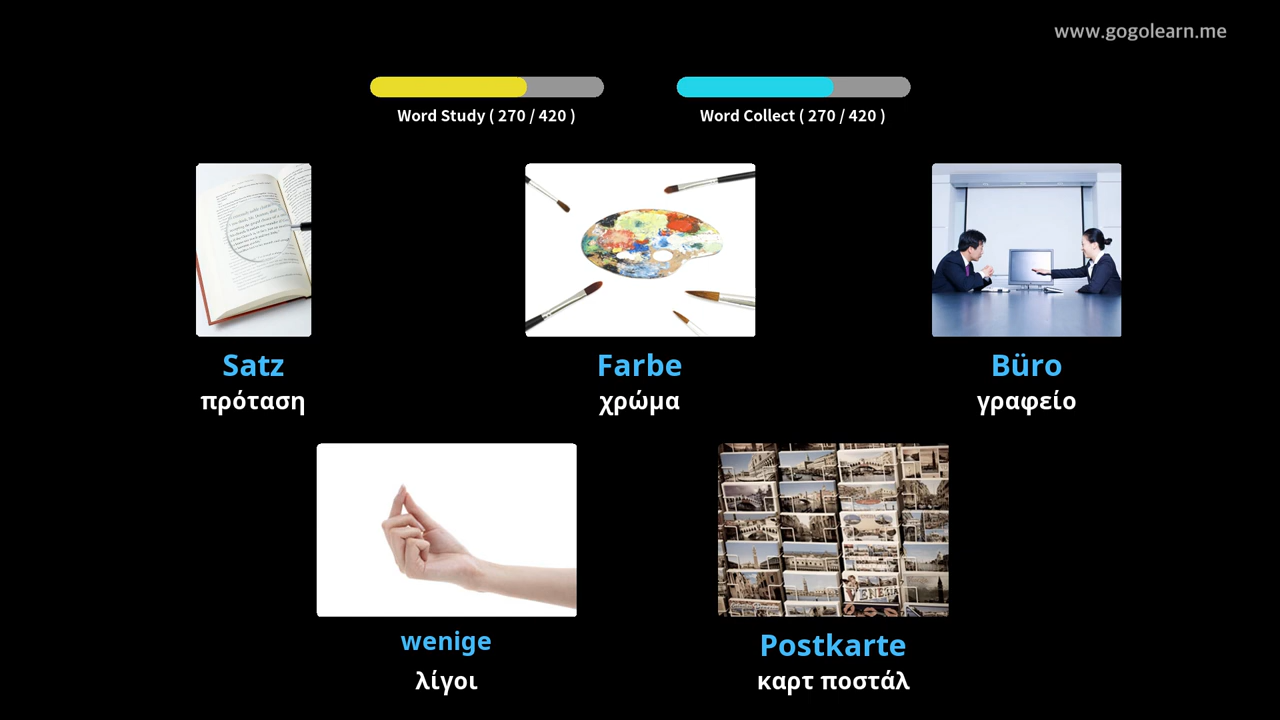 www.gogolearn.me
Word Study ( 270 / 420 )
Word Collect ( 270 / 420 )
Satz
πρόταση
Farbe
χρώμα
Büro
γραφείο
wenige
λίγοι
Postkarte
καρτ ποστάλ